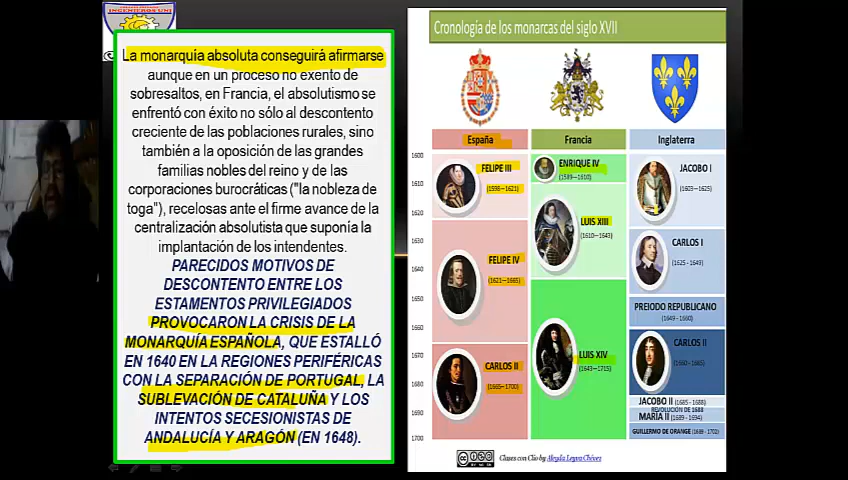 INGENIEROS UNI
La monarquía absoluta conseguirá afirmarse
aunque en un proceso no exento de
sobresaltos, en Francia, el absolutismo se
enfrentó con éxito no sólo al descontento
creciente de las poblaciones rurales, sino
también a la oposición de las grandes
familias nobles del reino y de las
corporaciones burocráticas ("la nobleza de
toga"), recelosas ante el firme avance de la
centralización absolutista que suponía la
implantación de los intendentes.
PARECIDOS MOTIVOS DE
DESCONTENTO ENTRE LOS
ESTAMENTOS PRIVILEGIADOS
PROVOCARON LA CRISIS DE LA
MONARQUÍA ESPAÑOLA, QUE ESTALLÓ
EN 1640 EN LA REGIONES PERIFÉRICAS
CON LA SEPARACIÓN DE PORTUGAL, LA
SUBLEVACIÓN DE CATALUÑA Y LOS
INTENTOS SECESIONISTAS DE
ANDALUCÍA Y ARAGÓN (EN 1648).
Cronología de los monarcas del siglo XVII
España
Francia
Inglaterra
1600
1610
1620
1630
1640
1650
1660
1670
1680
1690
1700
FELIPE III
(1598-1621)
FELIPE IV
(1621-1665)
CARLOS II
(1665-1700)
ENRIQUE IV
(1589-1610)
LUIS XIII
(1610-1643)
LUIS XIV
(1643-1715)
JACOBO I
(1603-1625)
CARLOS I
(1625-1649)
PREIODO REPUBLICANO
(1649-1660)
CARLOS II
JACOBO II (1685-1688)
REVOLUCIÓN DE 1688
MARÍA II (1689-1694)
GUILLERMO DE ORANGE (1689-1702)
Clases con Clío by Aleyda Leyva Chévez